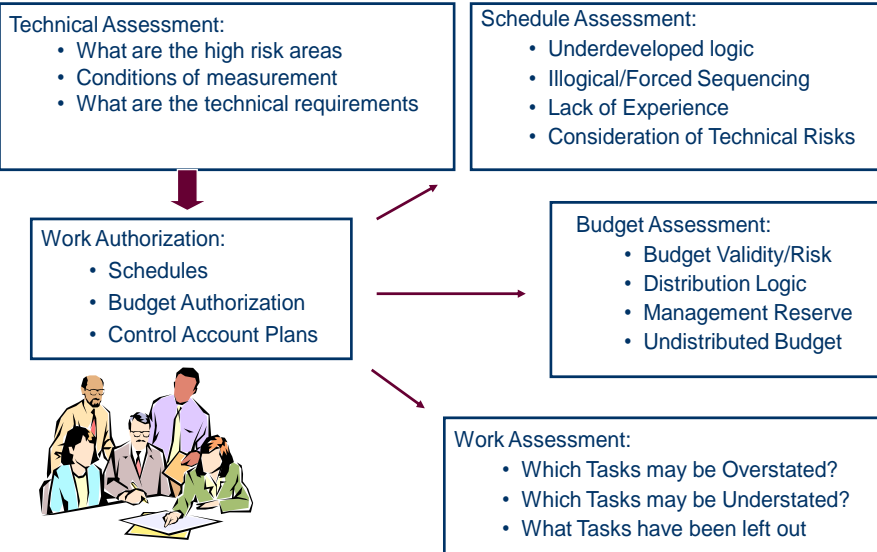 Technical Assessment:
• What are the high risk areas
• Conditions of measurement
• What are the technical requirements
Schedule Assessment:
• Underdeveloped logic
• Illogical/Forced Sequencing
• Lack of Experience
• Consideration of Technical Risks
Work Authorization:
• Schedules
• Budget Authorization
• Control Account Plans
Budget Assessment:
• Budget Validity/Risk
• Distribution Logic
• Management Reserve
• Undistributed Budget
Work Assessment:
• Which Tasks may be Overstated?
• Which Tasks may be Understated?
• What Tasks have been left out